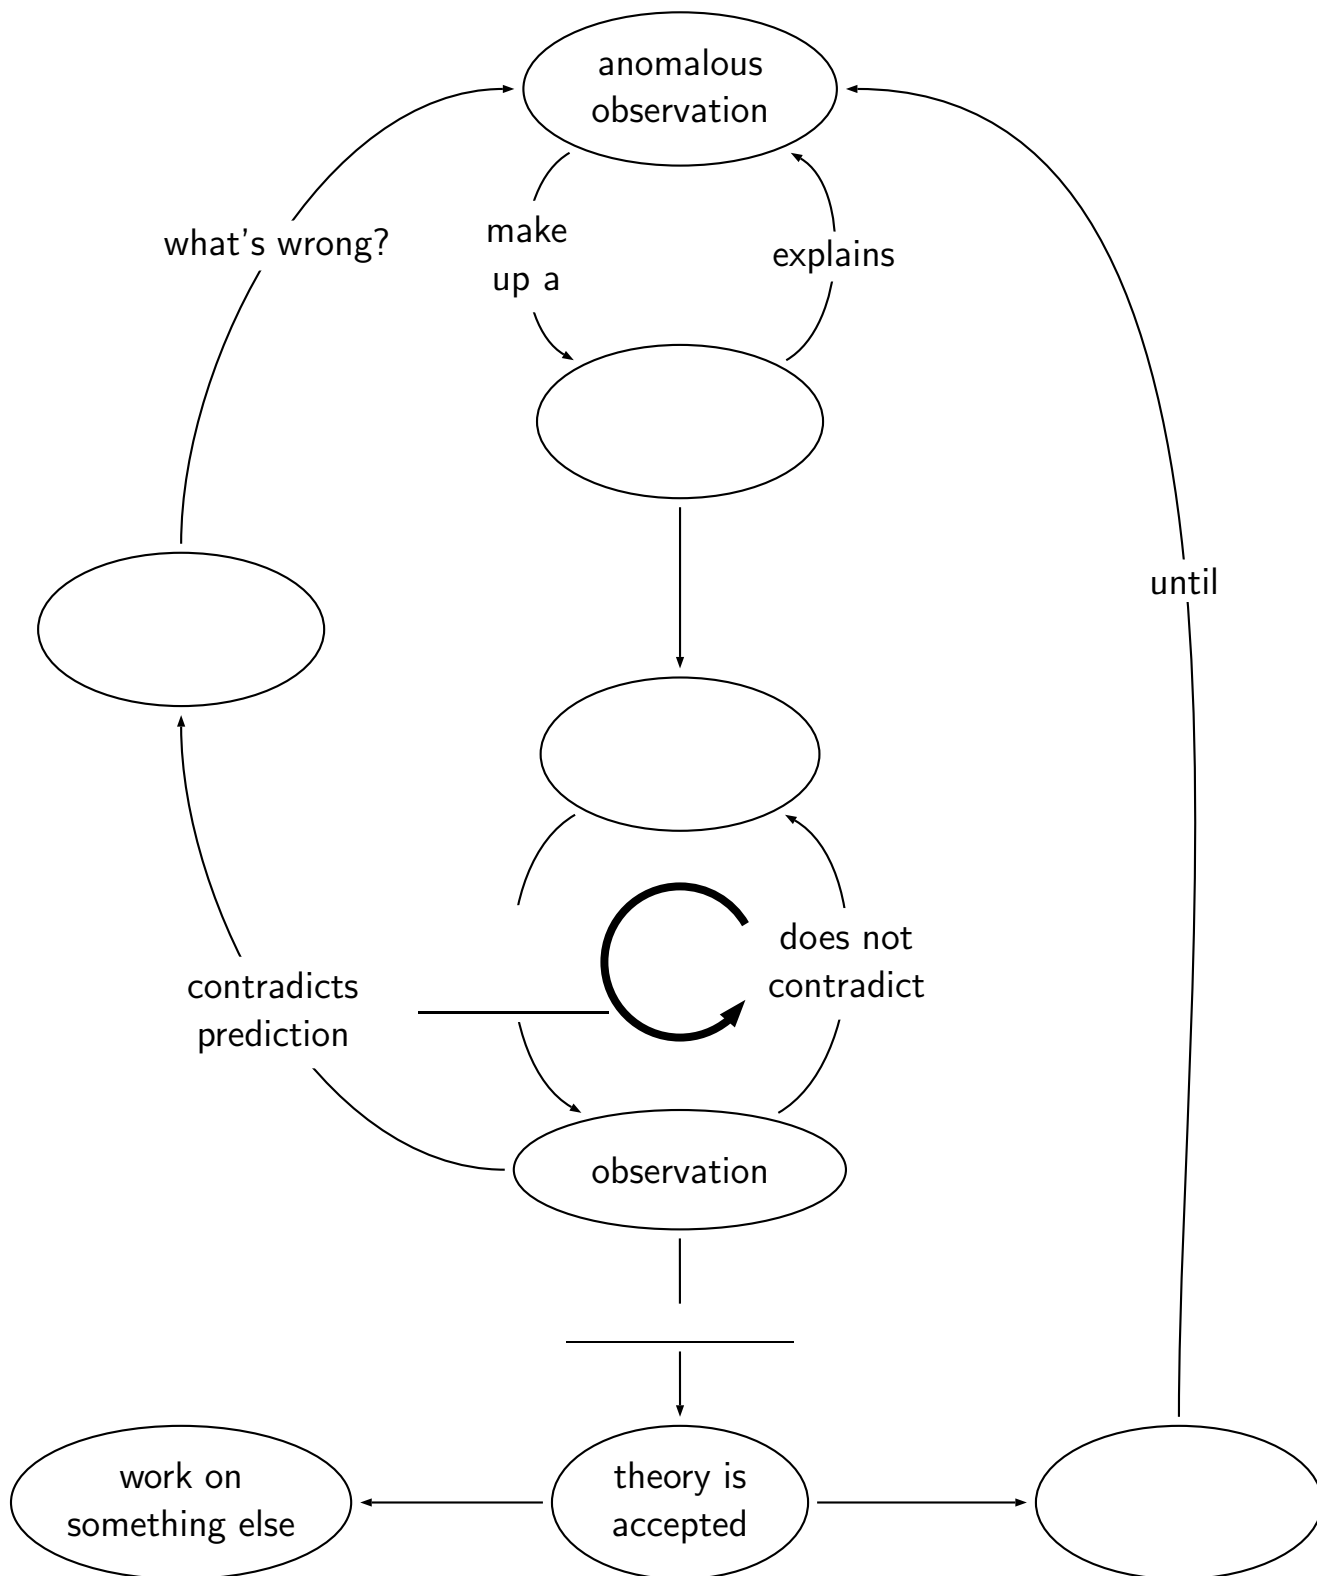 anomalous
observation
what's wrong?
make
up a
explains
until
does not
contradict
contradicts
prediction
observation
work on
something else
theory is
accepted